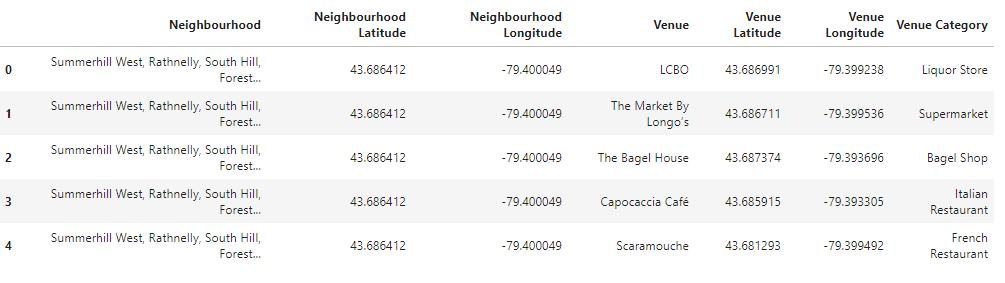 Neighbourhood Neighbourhood Latitude Neighbourhood Longitude Venue Venue Latitude Venue Longitude Venue Category
0 Summerhill West, Rathnelly, South Hill, Forest... 43.686412 -79.400049 LCBO 43.686991 -79.399238 Liquor Store
1 Summerhill West, Rathnelly, South Hill, Forest... 43.686412 -79.400049 The Market By Longo’s 43.686711 -79.399536 Supermarket
2 Summerhill West, Rathnelly, South Hill, Forest... 43.686412 -79.400049 The Bagel House 43.687374 -79.393696 Bagel Shop
3 Summerhill West, Rathnelly, South Hill, Forest... 43.686412 -79.400049 Capocaccia Café 43.685915 -79.393305 Italian Restaurant
4 Summerhill West, Rathnelly, South Hill, Forest... 43.686412 -79.400049 Scaramouche 43.681293 -79.399492 French Restaurant